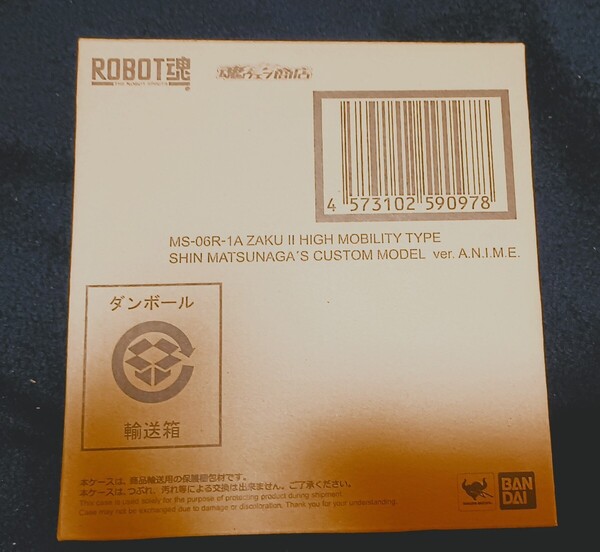 ROBOT魂
THE ROBOT SPIRITS
魂ウェブ商店
4 573102 590978
MS-06R-1A ZAKU II HIGH MOBILITY TYPE
SHIN MATSUNAGA'S CUSTOM MODEL ver. A.N.I.M.E.
ダンボール
輸送箱
本ケースは、商品輸送用の保護梱包材です。
本ケースは、つぶれ、汚れ等による交換は出来ません。ご了承ください。
This case is used solely for the purpose of protecting product during shipment.
Case may not be exchanged due to damage or discoloration. Thank you for your understanding.
BAN
DAI